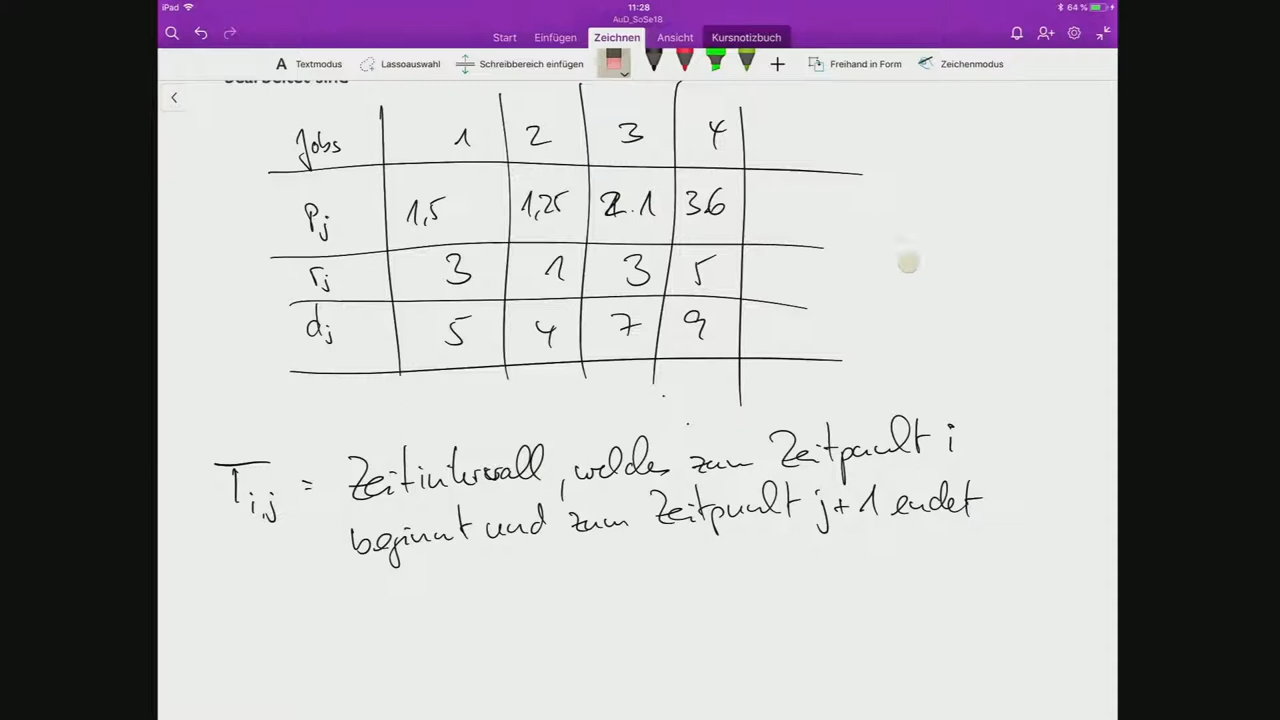 iPad 11:28 64 %
AuD_SoSe18
Start Einfügen Zeichnen Ansicht Kursnotizbuch
Textmodus Lassoauswahl Schreibbereich einfügen Freihand in Form Zeichenmodus
bearbeitet sind
Jobs 1 2 3 4
pj 1,5 1,25 2.1 3.6
rj 3 1 3 5
dj 5 4 7 9
Ti,j = Zeitintervall, welches zum Zeitpunkt i
beginnt und zum Zeitpunkt j+1 endet